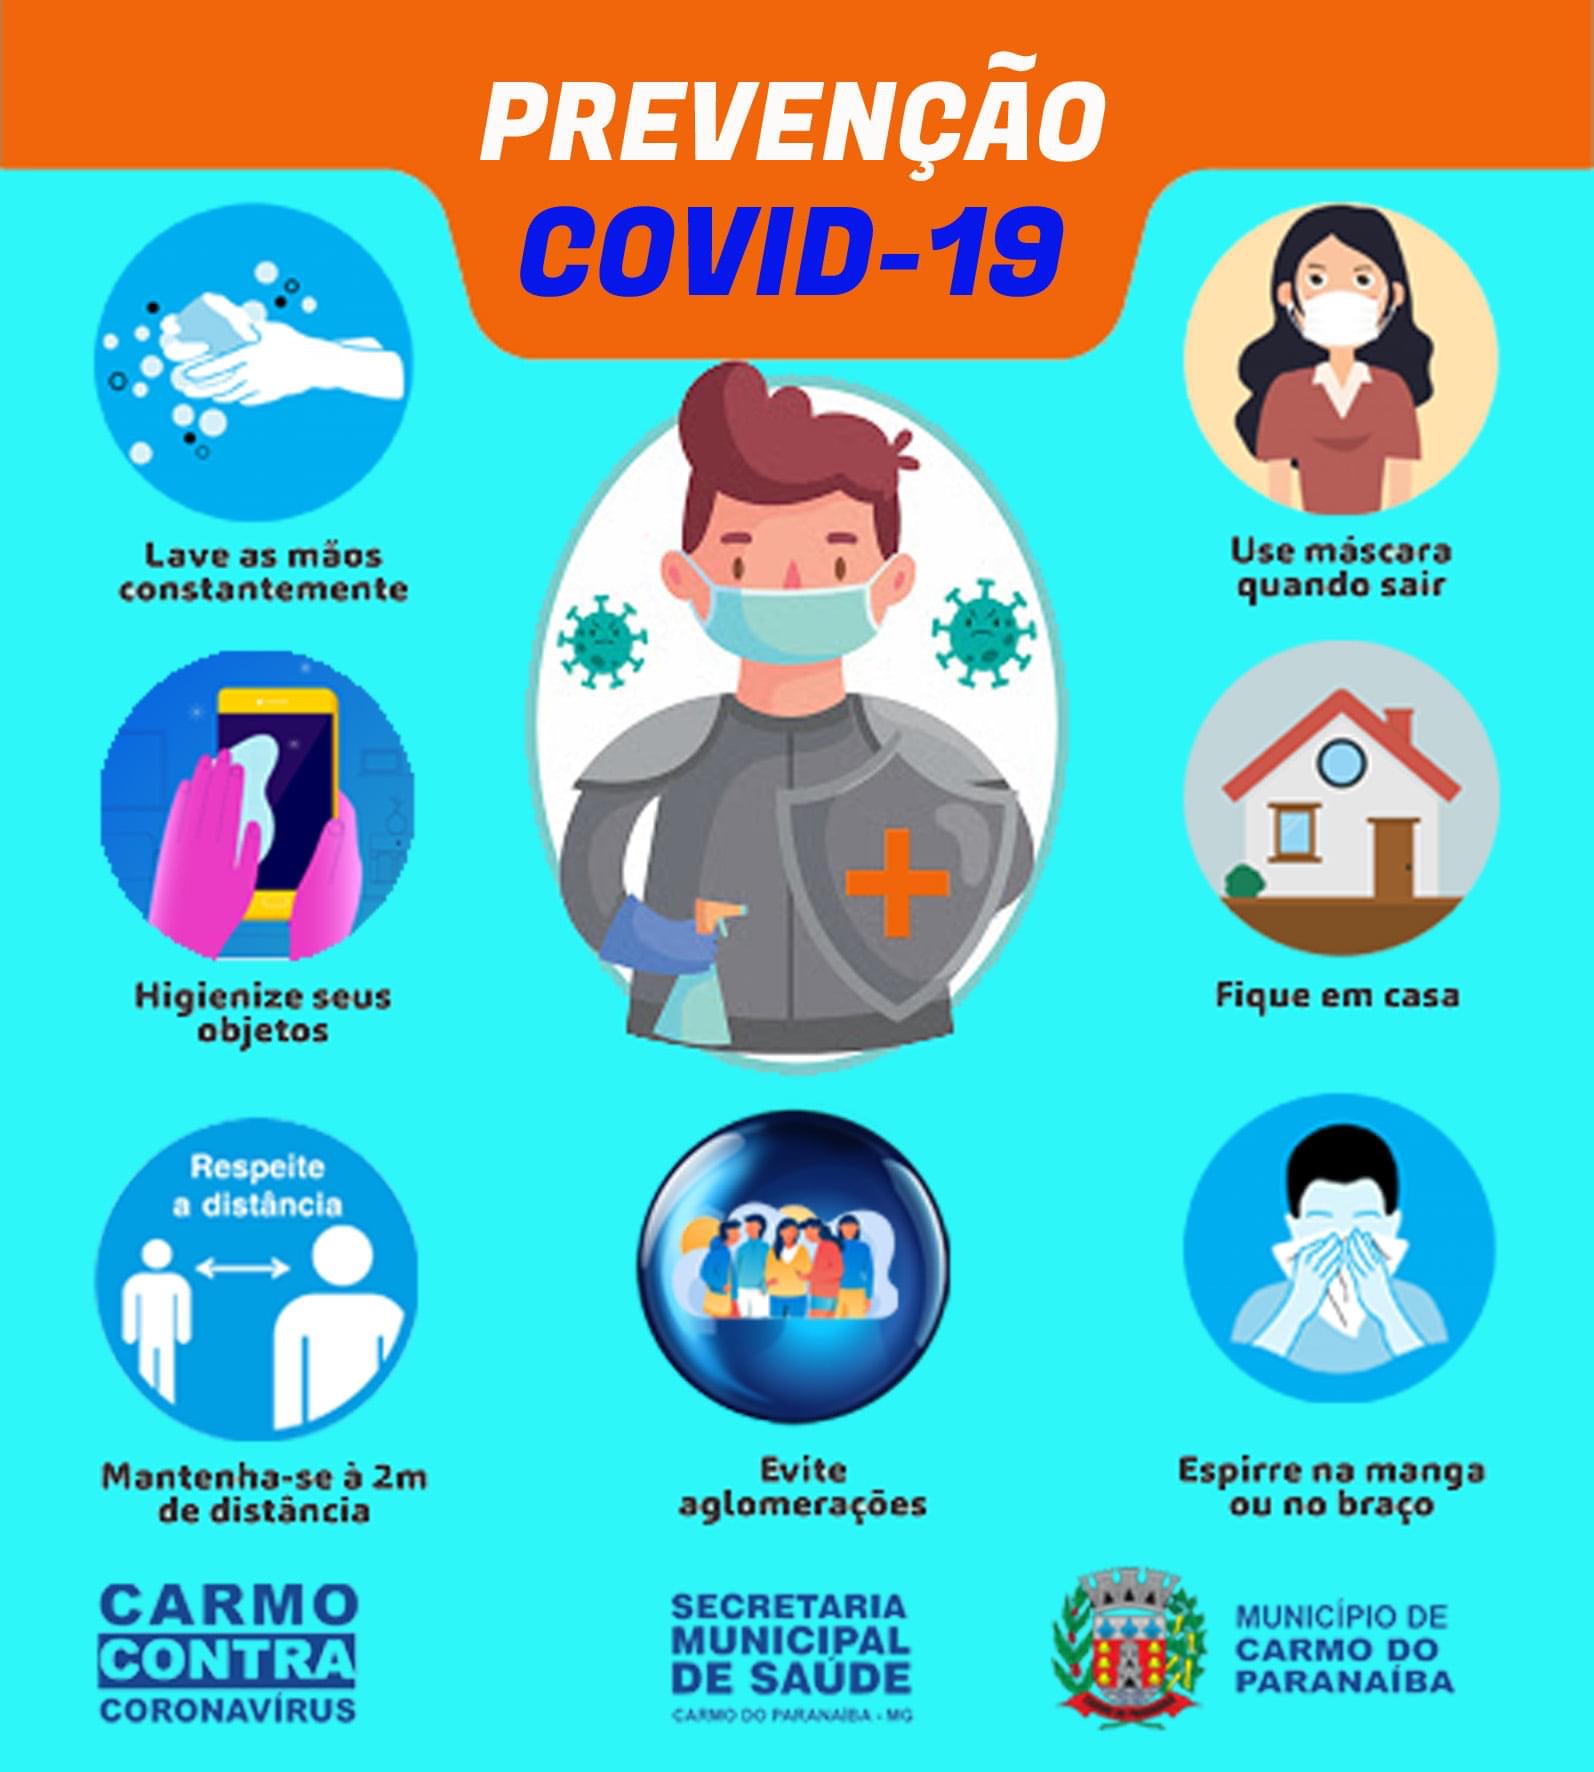 PREVENÇÃO
COVID-19
Lave as mãos
constantemente
Use máscara
quando sair
Higienize seus
objetos
Fique em casa
Respeite
a distância
Mantenha-se à 2m
de distância
Evite
aglomerações
Espirre na manga
ou no braço
CARMO
CONTRA
CORONAVÍRUS
SECRETARIA
MUNICIPAL
DE SAÚDE
CARMO DO PARANAÍBA - MG
MUNICÍPIO DE
CARMO DO
PARANAÍBA